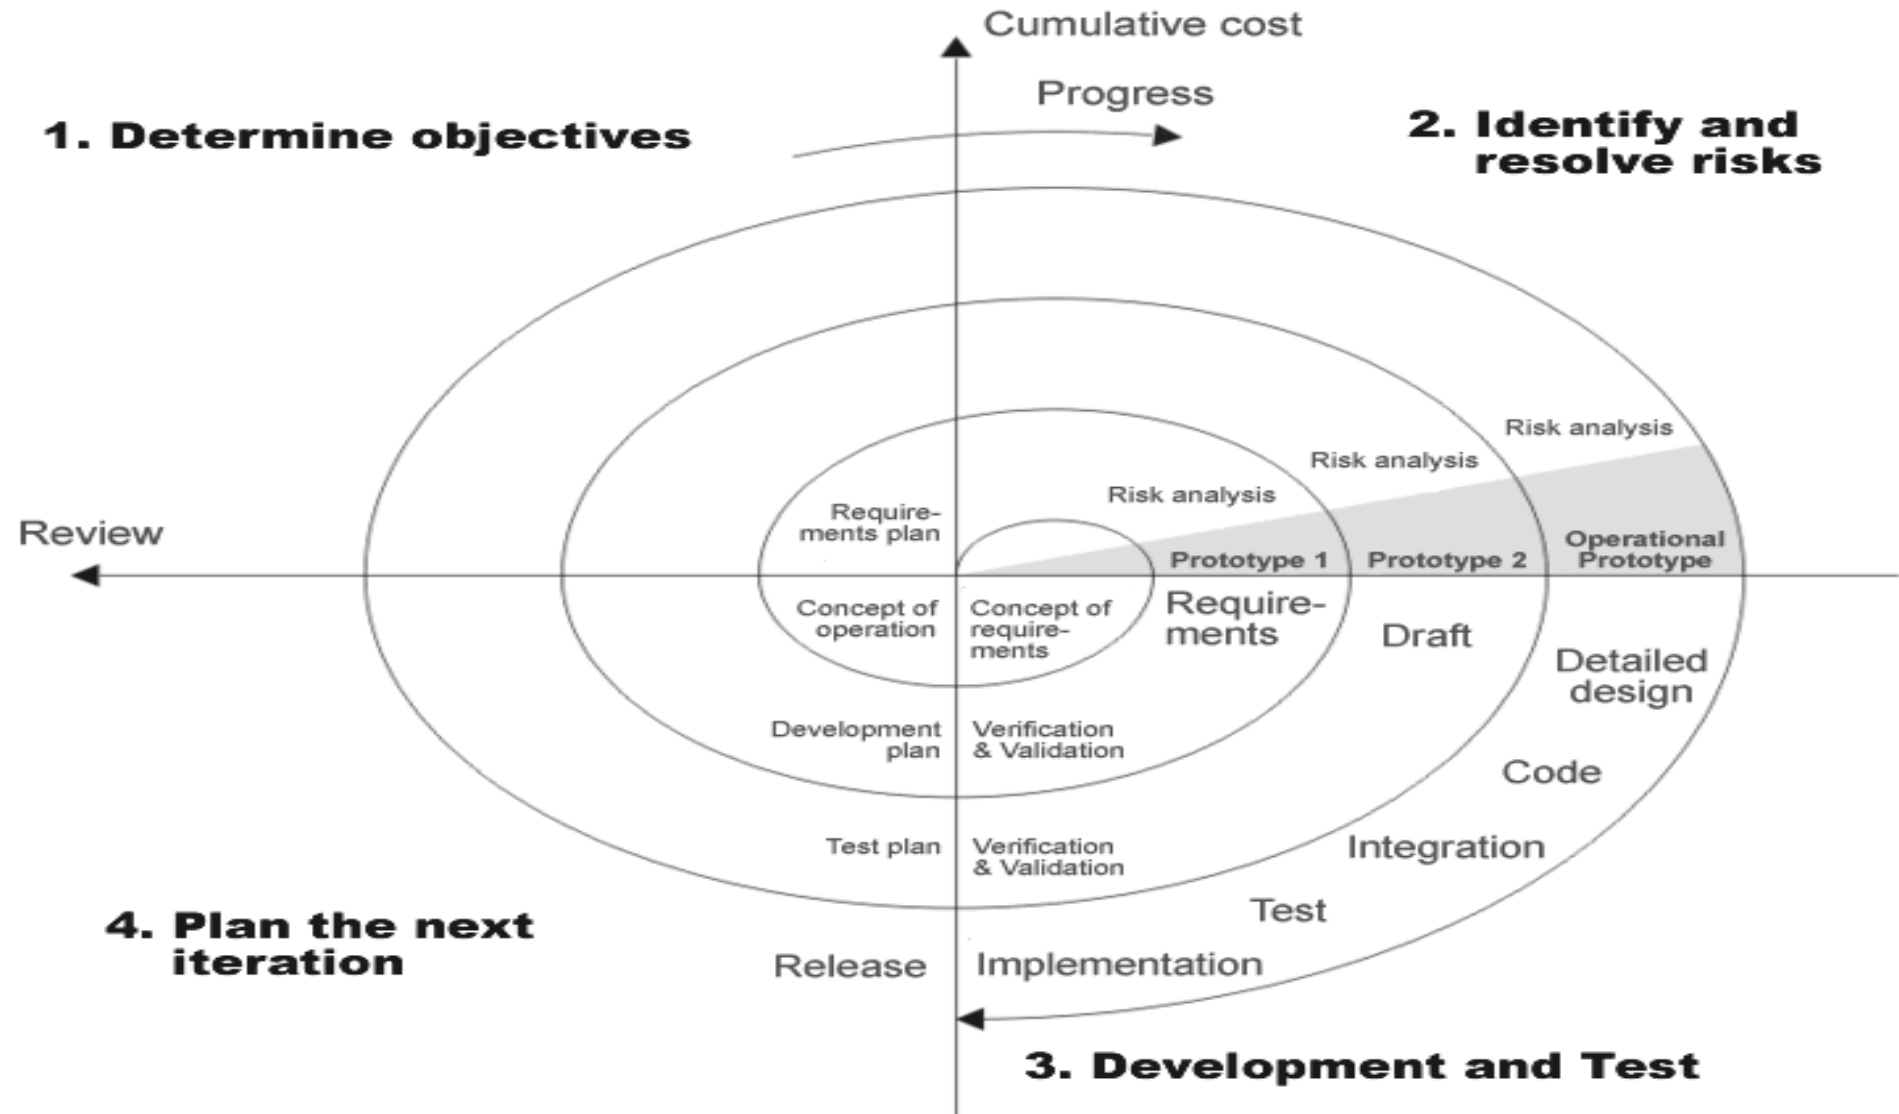 Cumulative cost
Progress
1. Determine objectives
2. Identify and
resolve risks
Risk analysis
Risk analysis
Risk analysis
Require-
ments plan
Review
Prototype 1
Prototype 2
Operational
Prototype
Concept of
operation
Concept of
require-
ments
Require-
ments
Draft
Detailed
design
Development
plan
Verification
& Validation
Code
Test plan
Verification
& Validation
Integration
Test
4. Plan the next
iteration
Release
Implementation
3. Development and Test